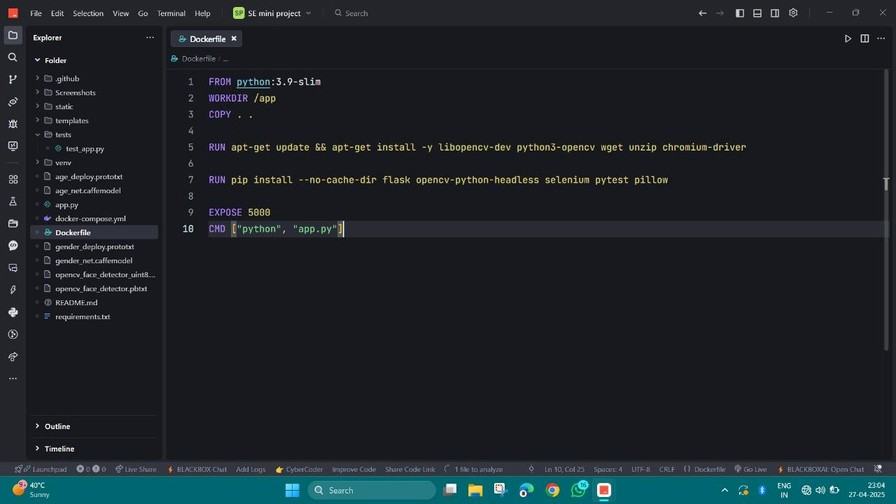 File Edit Selection View Go Terminal Help SE mini project Search
Explorer
Dockerfile
Folder
Dockerfile ...
.github
Screenshots
static
templates
tests
test_app.py
venv
age_deploy.prototxt
age_net.caffemodel
app.py
docker-compose.yml
Dockerfile
gender_deploy.prototxt
gender_net.caffemodel
opencv_face_detector_uint8...
opencv_face_detector.pbtxt
README.md
requirements.txt
1 FROM python:3.9-slim
2 WORKDIR /app
3 COPY . .
4
5 RUN apt-get update && apt-get install -y libopencv-dev python3-opencv wget unzip chromium-driver
6
7 RUN pip install --no-cache-dir flask opencv-python-headless selenium pytest pillow
8
9 EXPOSE 5000
10 CMD ["python", "app.py"]
Outline
Timeline
Launchpad 0 0 Live Share BLACKBOX Chat Add Logs CyberCoder Improve Code Share Code Link 1 file to analyze Ln 10, Col 25 Spaces: 4 UTF-8 CRLF Dockerfile Go Live BLACKBOXAI: Open Chat
40°C
Sunny
Search
16
ENG
IN
23:04
27-04-2025